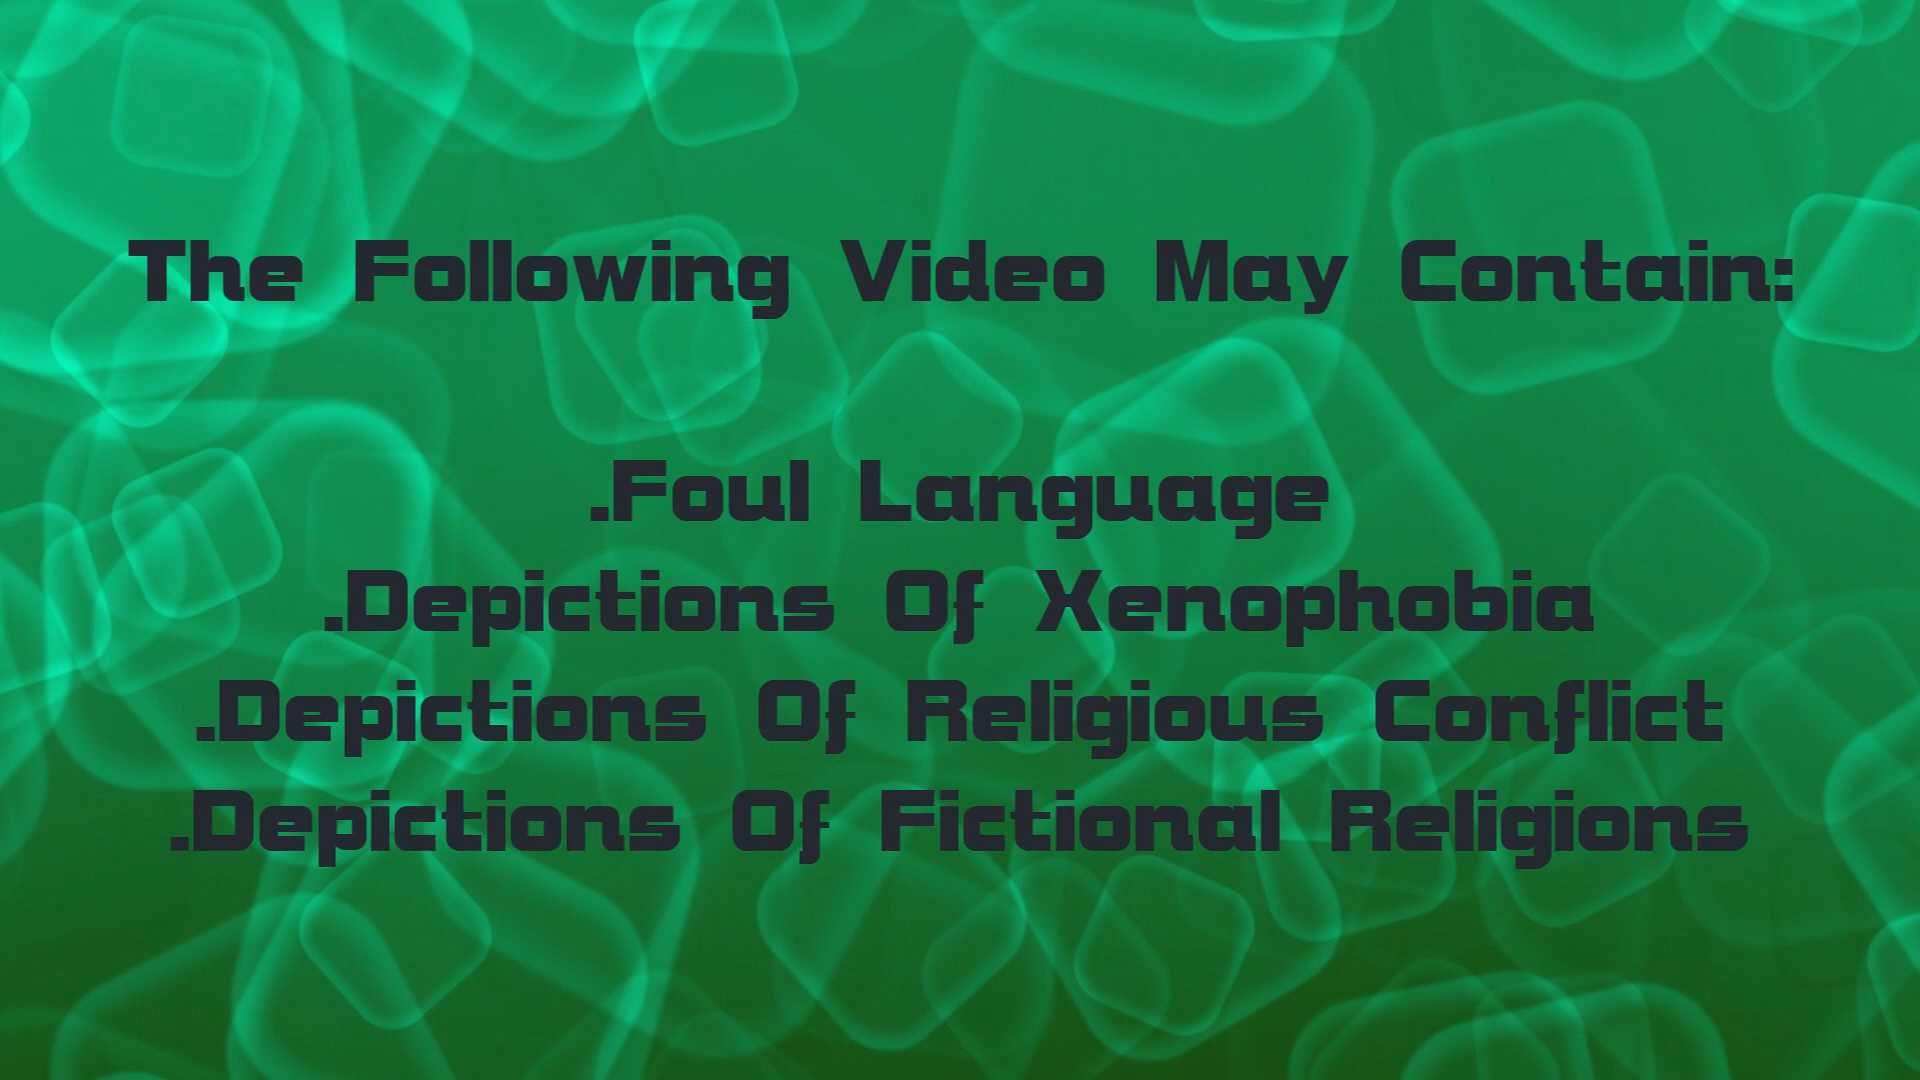 The Following Video May Contain:
.Foul Language
.Depictions Of Xenophobia
.Depictions Of Religious Conflict
.Depictions Of Fictional Religions